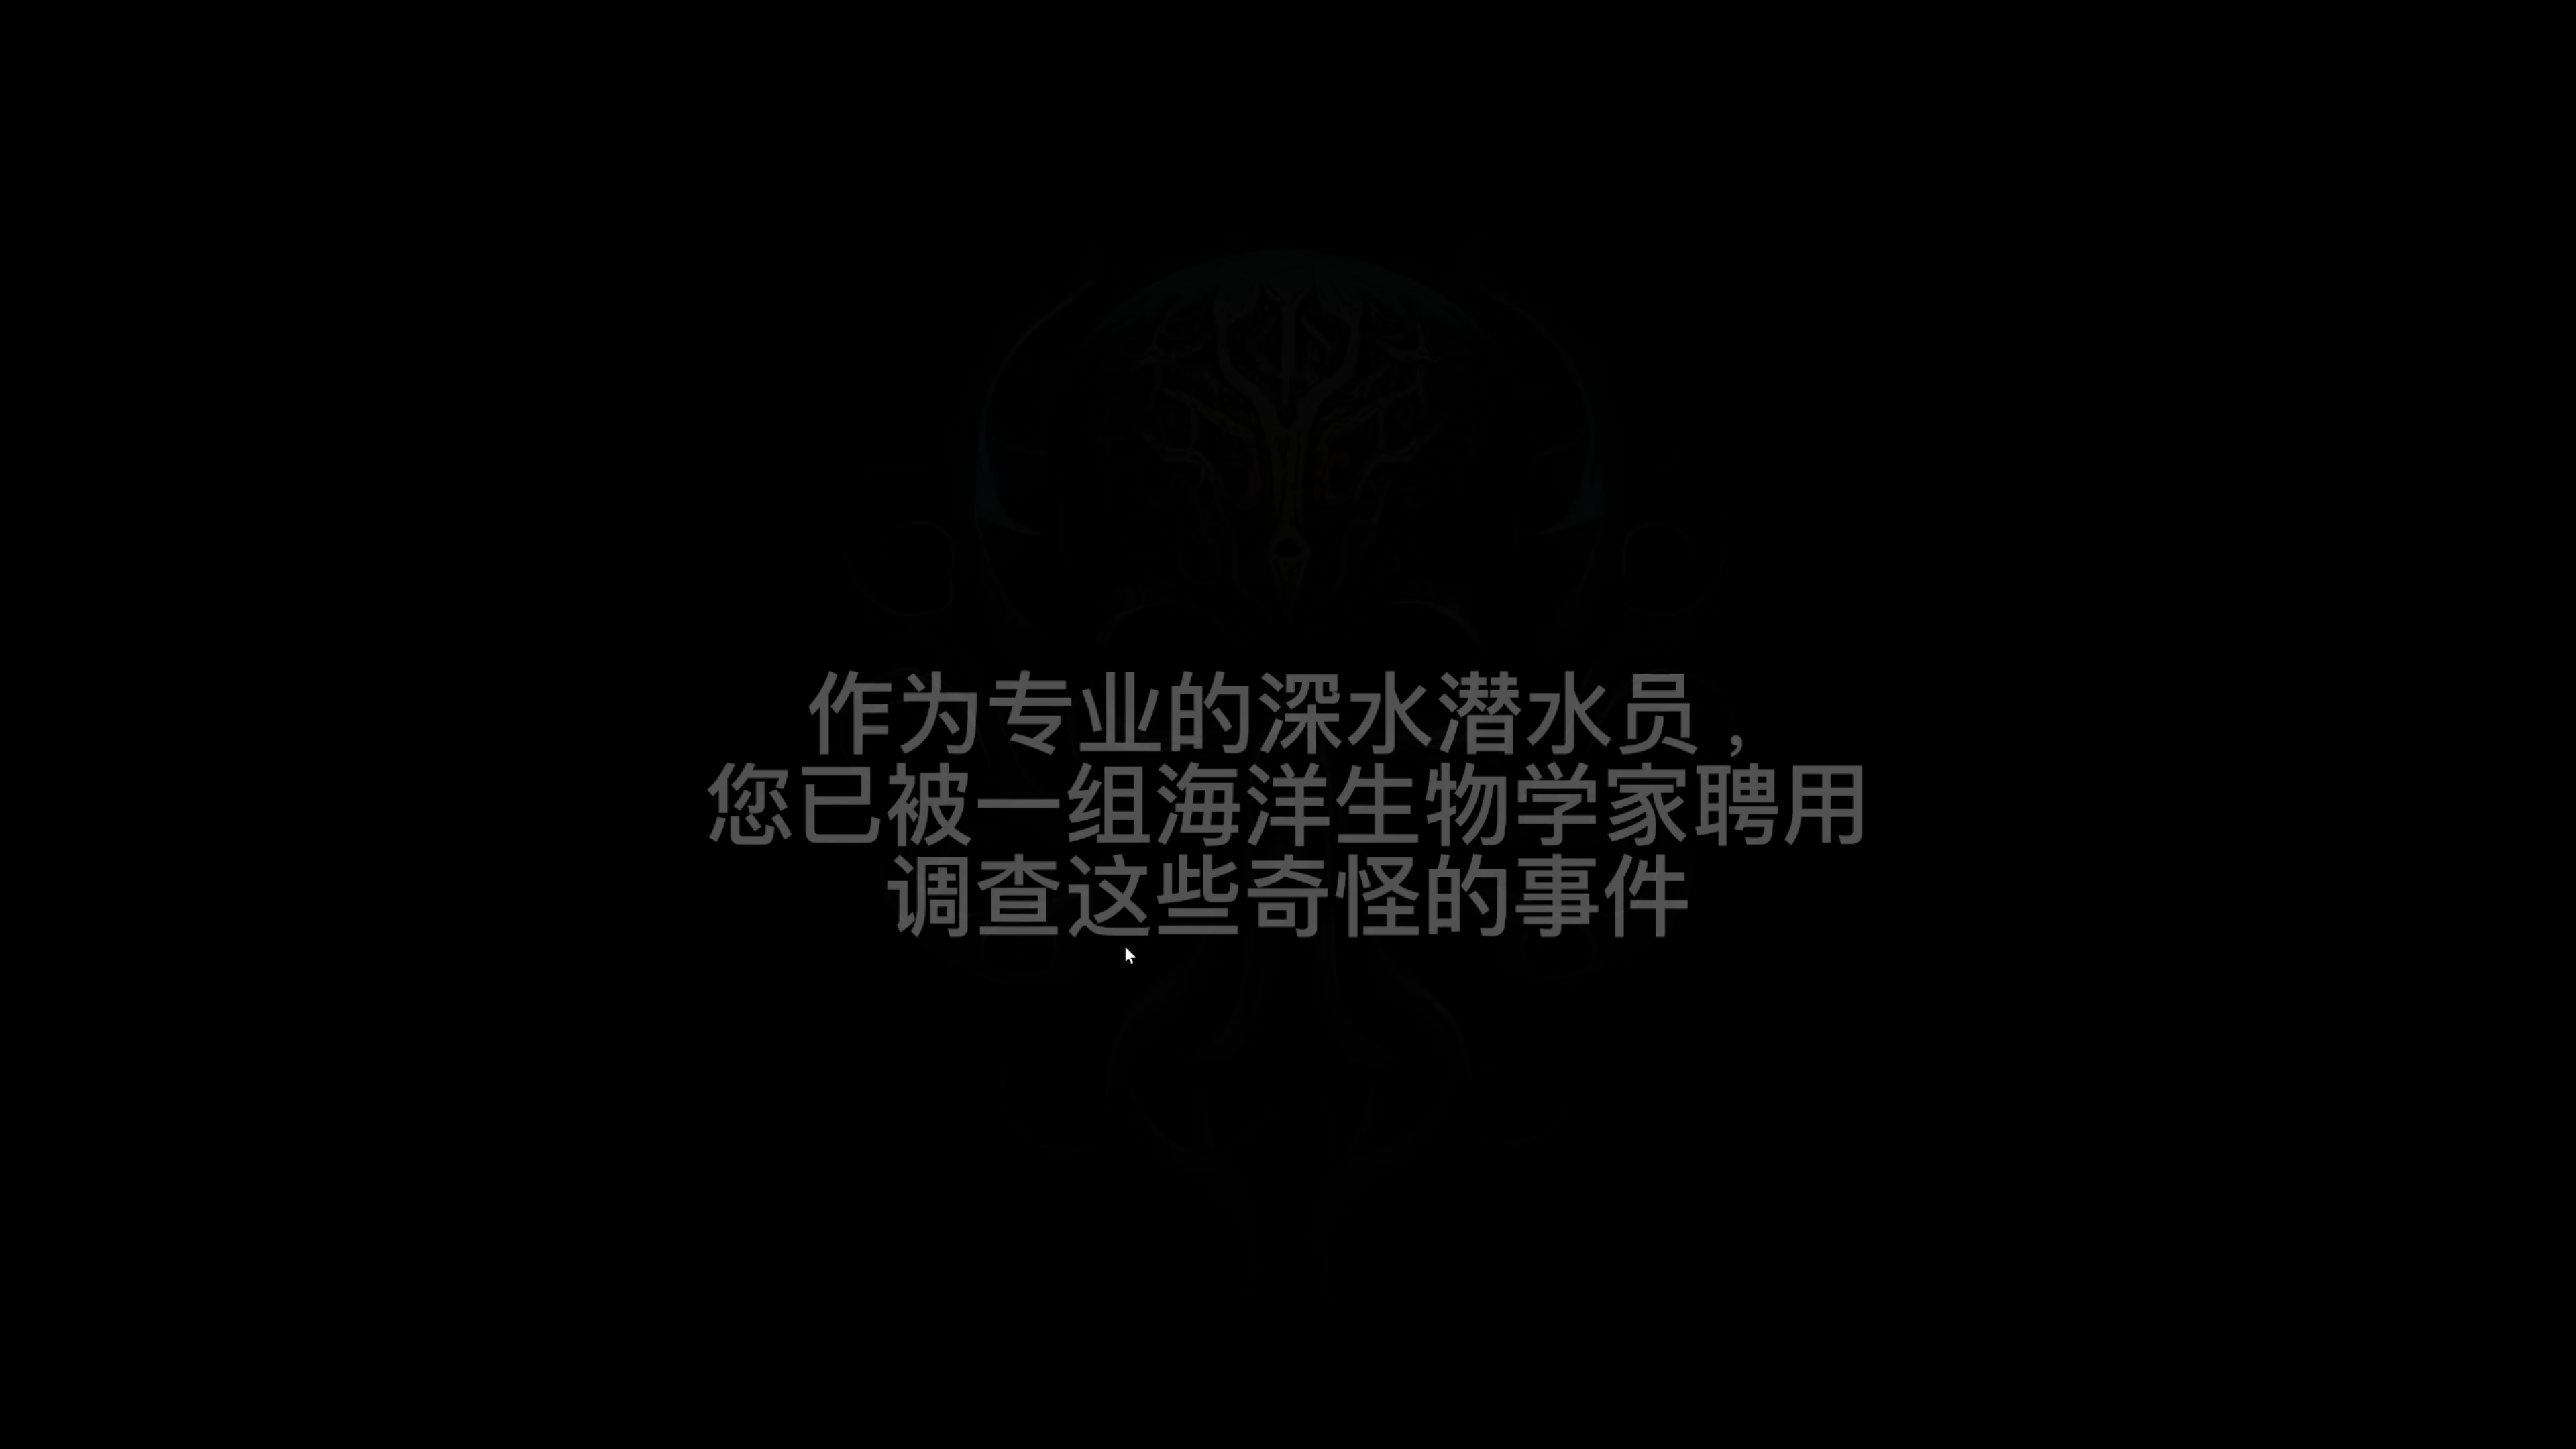 作为专业的深水潜水员，
您已被一组海洋生物学家聘用
调查这些奇怪的事件